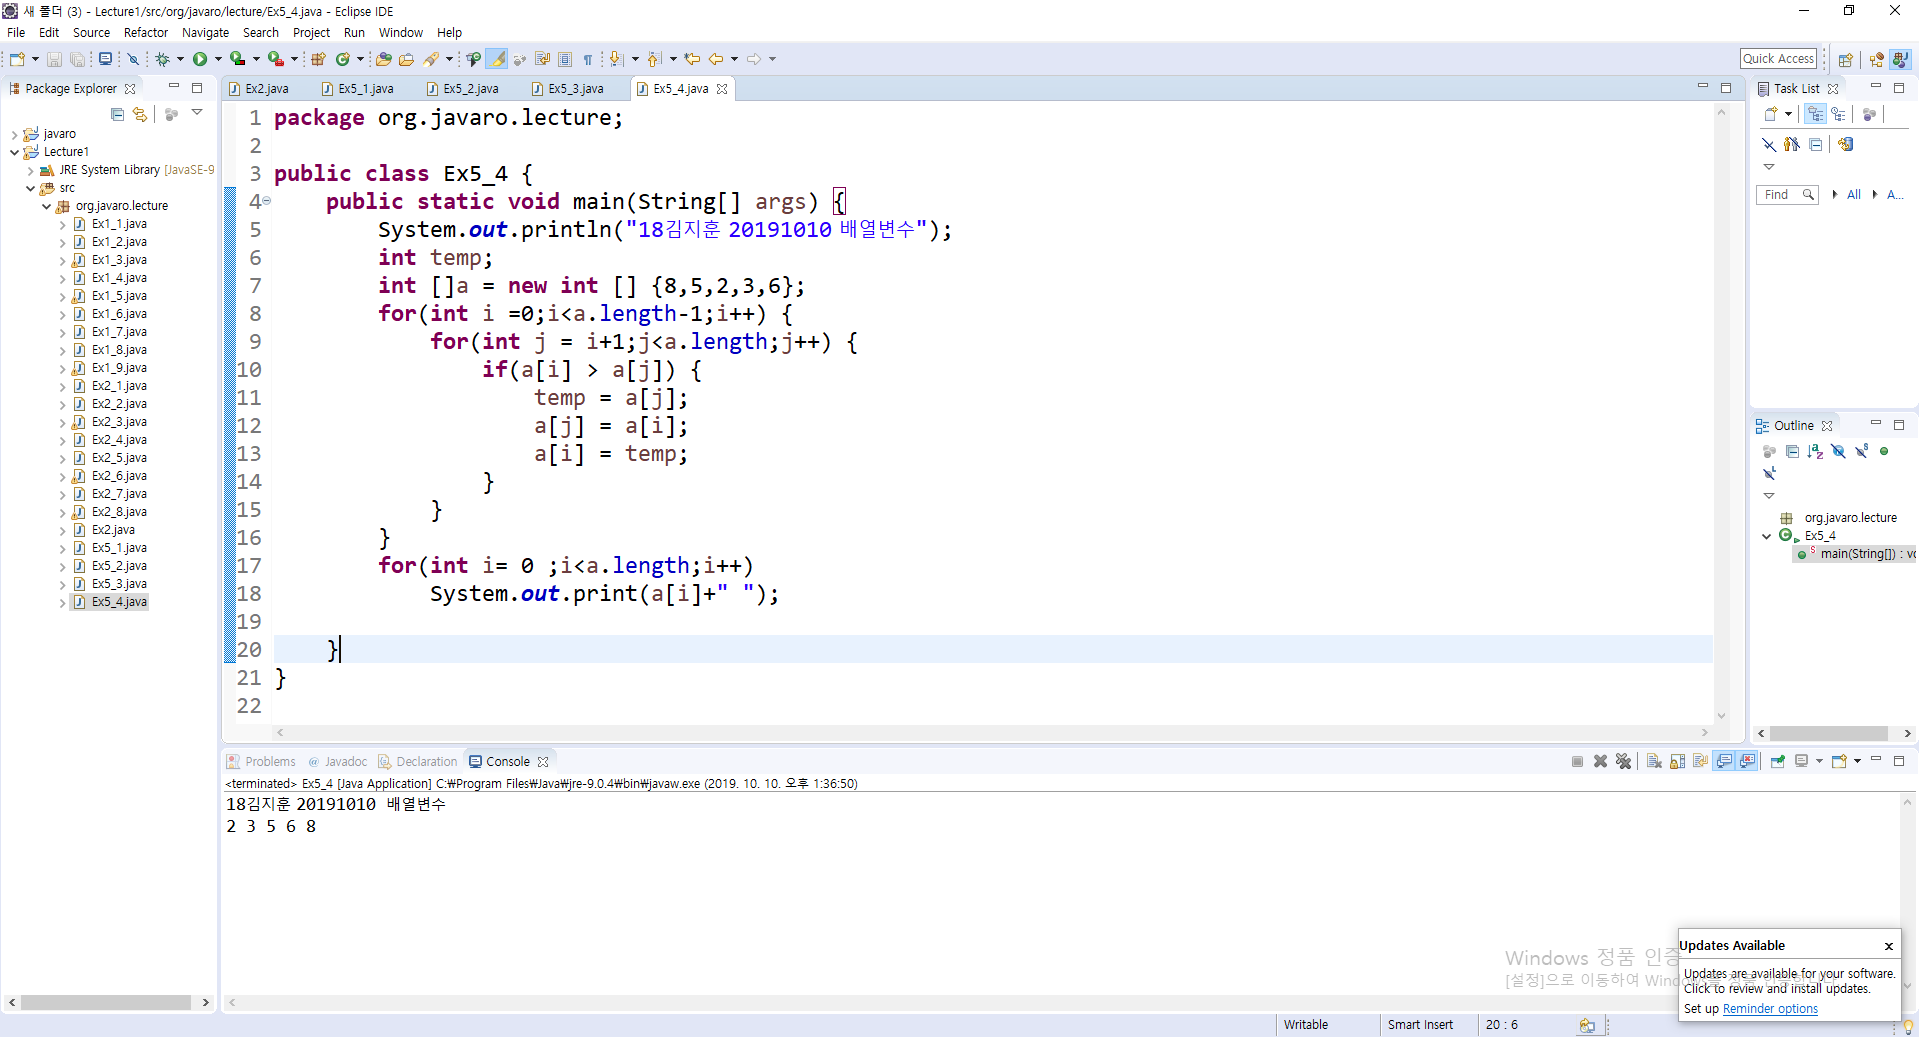 새 폴더 (3) - Lecture1/src/org/javaro/lecture/Ex5_4.java - Eclipse IDE
File Edit Source Refactor Navigate Search Project Run Window Help
Quick Access
Package Explorer
javaro
Lecture1
JRE System Library [JavaSE-9
src
org.javaro.lecture
Ex1_1.java
Ex1_2.java
Ex1_3.java
Ex1_4.java
Ex1_5.java
Ex1_6.java
Ex1_7.java
Ex1_8.java
Ex1_9.java
Ex2_1.java
Ex2_2.java
Ex2_3.java
Ex2_4.java
Ex2_5.java
Ex2_6.java
Ex2_7.java
Ex2_8.java
Ex2.java
Ex5_1.java
Ex5_2.java
Ex5_3.java
Ex5_4.java
Ex2.java Ex5_1.java Ex5_2.java Ex5_3.java Ex5_4.java
1 package org.javaro.lecture;
2
3 public class Ex5_4 {
4 public static void main(String[] args) {
5 System.out.println("18김지훈 20191010 배열변수");
6 int temp;
7 int []a = new int [] {8,5,2,3,6};
8 for(int i =0;i<a.length-1;i++) {
9 for(int j = i+1;j<a.length;j++) {
10 if(a[i] > a[j]) {
11 temp = a[j];
12 a[j] = a[i];
13 a[i] = temp;
14 }
15 }
16 }
17 for(int i= 0 ;i<a.length;i++)
18 System.out.print(a[i]+" ");
19
20 }
21 }
22
Task List
Find All A...
Outline
org.javaro.lecture
Ex5_4
main(String[]) : vo
Problems Javadoc Declaration Console
<terminated> Ex5_4 [Java Application] C:₩Program Files₩Java₩jre-9.0.4₩bin₩javaw.exe (2019. 10. 10. 오후 1:36:50)
18김지훈 20191010 배열변수
2 3 5 6 8
Windows 정품 인증
[설정]으로 이동하여
Updates Available
Updates are available for your software.
Click to review and install updates.
Set up Reminder options
Writable Smart Insert 20 : 6